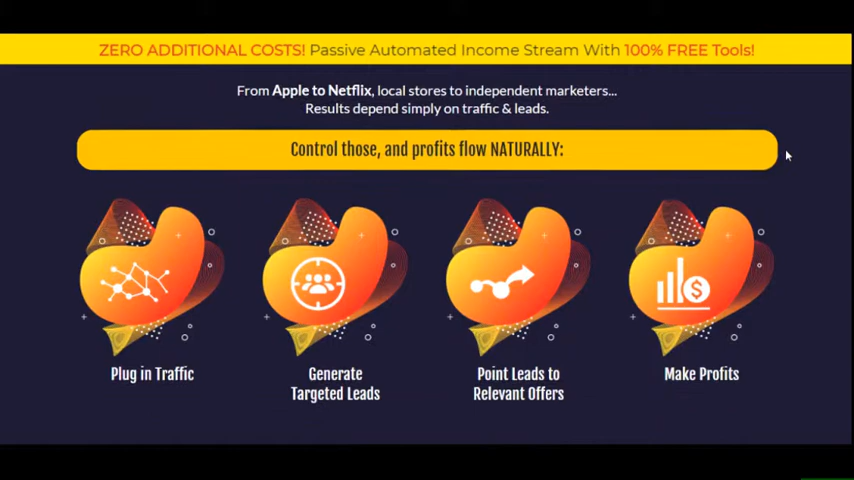 ZERO ADDITIONAL COSTS! Passive Automated Income Stream With 100% FREE Tools!
From Apple to Netflix, local stores to independent marketers...
Results depend simply on traffic & leads.
Control those, and profits flow NATURALLY:
Plug in Traffic
Generate
Targeted Leads
Point Leads to
Relevant Offers
Make Profits